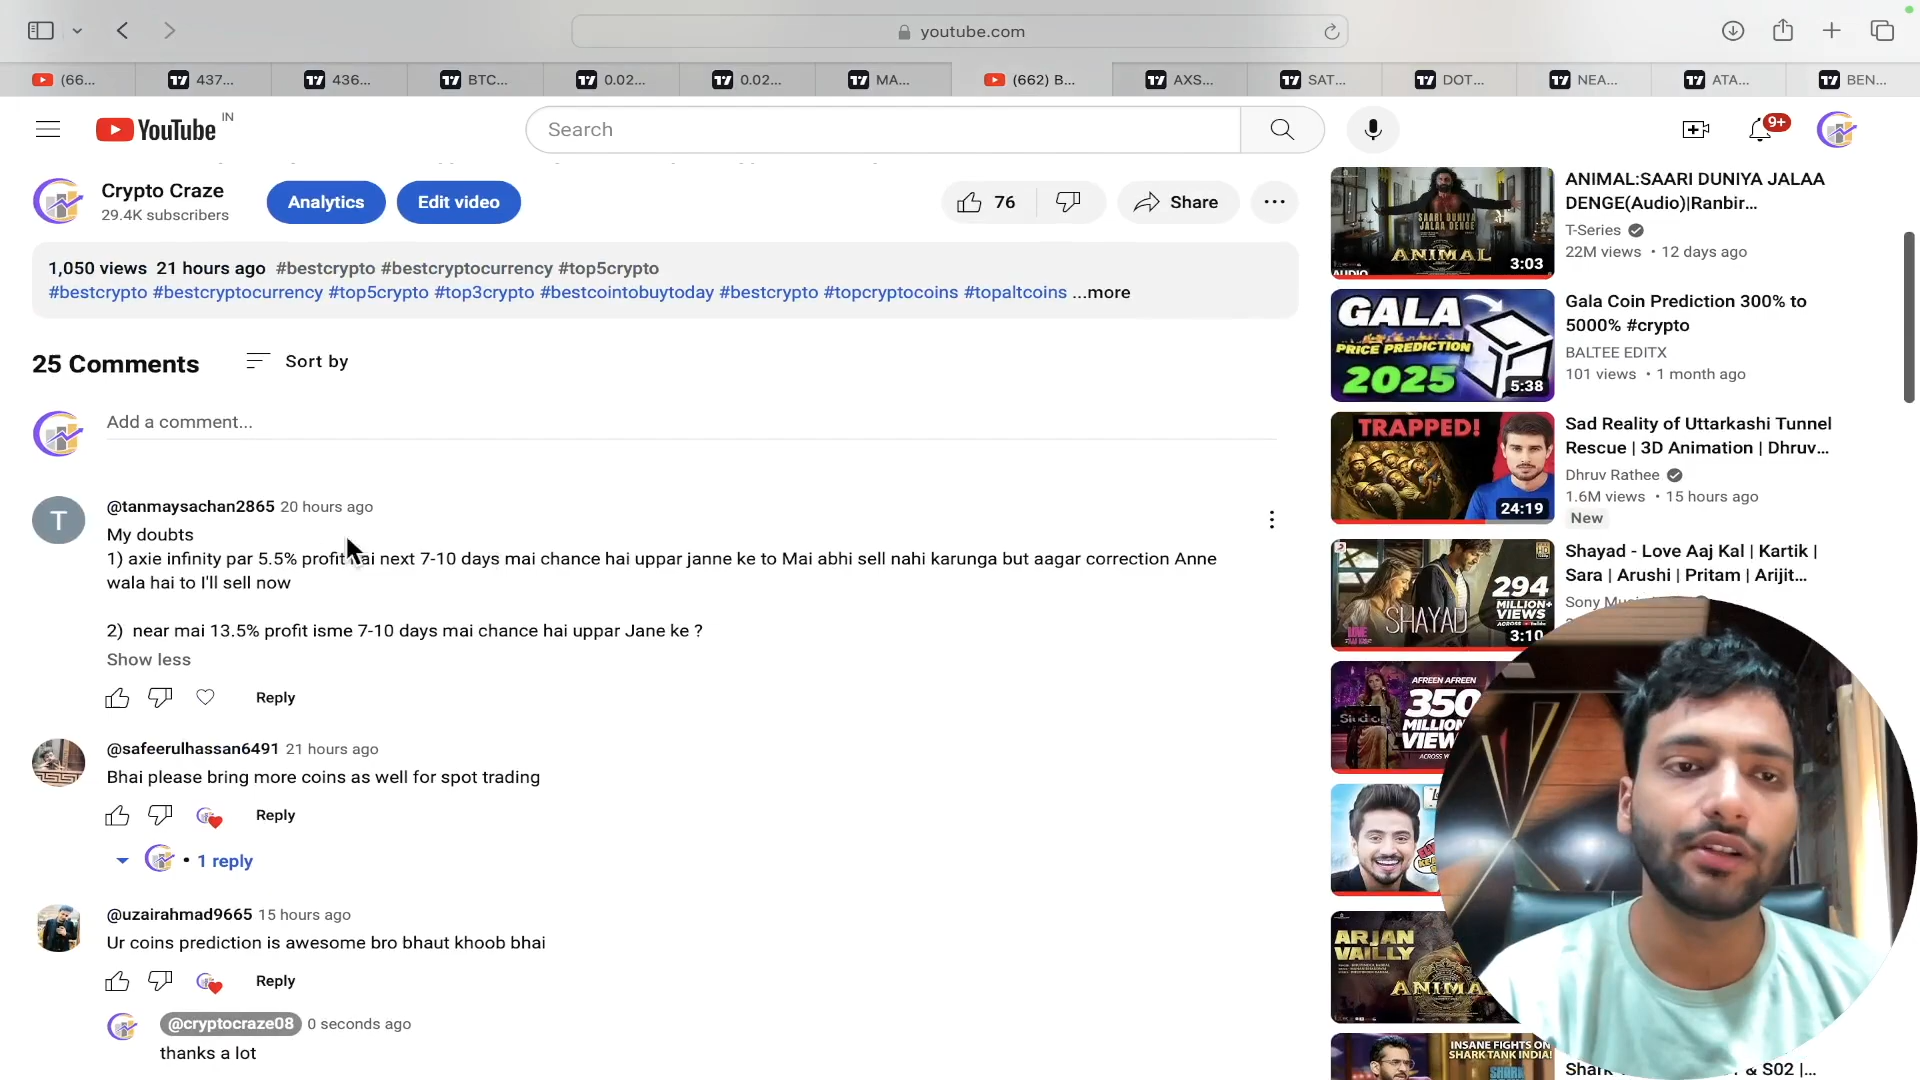 youtube.com
(66...
437...
436...
BTC...
0.02...
0.02...
MA...
(662) B...
AXS...
SAT...
DOT...
NEA...
ATA...
BEN...
YouTube IN
Search
9+
Crypto Craze
29.4K subscribers
Analytics
Edit video
76
Share
1,050 views 21 hours ago #bestcrypto #bestcryptocurrency #top5crypto
#bestcrypto #bestcryptocurrency #top5crypto #top3crypto #bestcointobuytoday #bestcrypto #topcryptocoins #topaltcoins ...more
25 Comments
Sort by
Add a comment...
@tanmaysachan2865 20 hours ago
My doubts
1) axie infinity par 5.5% profit ai next 7-10 days mai chance hai uppar janne ke to Mai abhi sell nahi karunga but aagar correction Anne
wala hai to I'll sell now
2) near mai 13.5% profit isme 7-10 days mai chance hai uppar Jane ke ?
Show less
Reply
T
@safeerulhassan6491 21 hours ago
Bhai please bring more coins as well for spot trading
Reply
• 1 reply
@uzairahmad9665 15 hours ago
Ur coins prediction is awesome bro bhaut khoob bhai
Reply
@cryptocraze08 0 seconds ago
thanks a lot
SAARI DUNIYA
JALAA DENGE
ANIMAL
AUDIO
3:03
ANIMAL:SAARI DUNIYA JALAA
DENGE(Audio)|Ranbir...
T-Series
22M views • 12 days ago
GALA
PRICE PREDICTION
2025
5:38
Gala Coin Prediction 300% to
5000% #crypto
BALTEE EDITX
101 views • 1 month ago
TRAPPED!
24:19
Sad Reality of Uttarkashi Tunnel
Rescue | 3D Animation | Dhruv...
Dhruv Rathee
1.6M views • 15 hours ago
New
294
MILLION+
VIEWS
ACROSS YouTube
SHAYAD
3:10
Shayad - Love Aaj Kal | Kartik |
Sara | Arushi | Pritam | Arijit...
AFREEN AFREEN
350
MILLION
VIEW
ARJAN
VAILLY
ANIMA
INSANE FIGHTS ON
SHARK TANK INDIA!
SHARK
& S02 |...